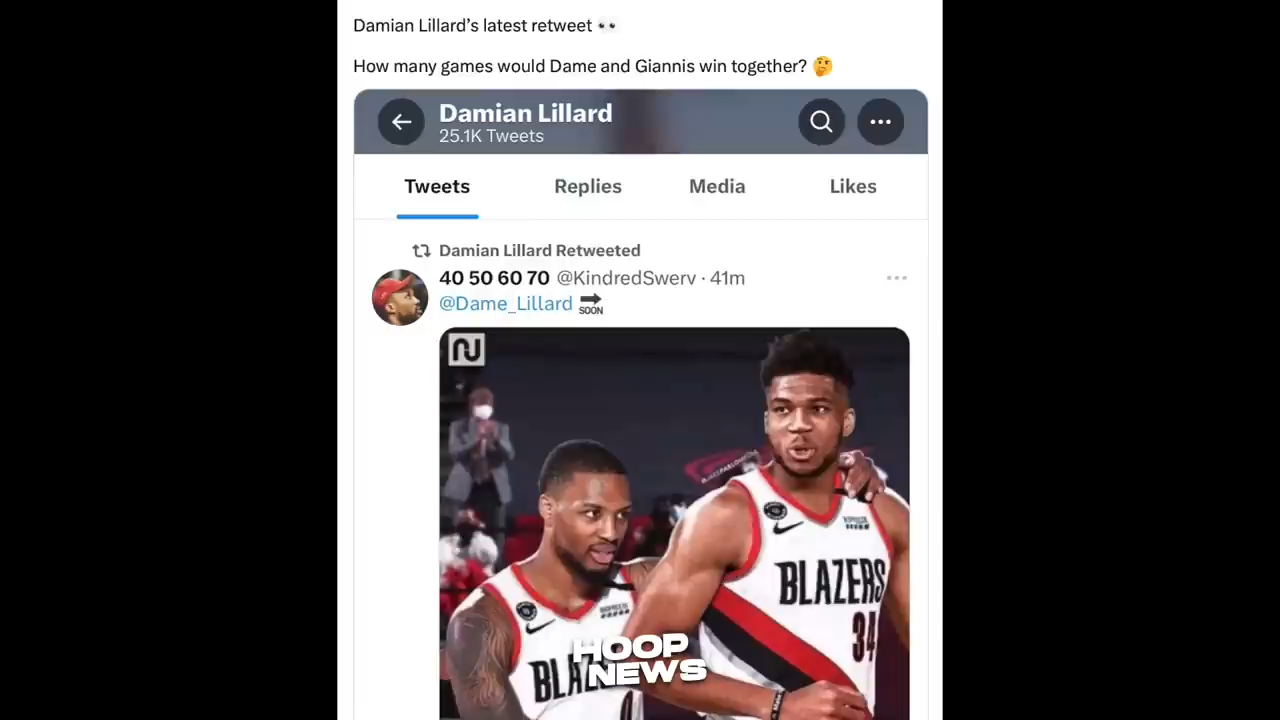 Damian Lillard’s latest retweet 👀
How many games would Dame and Giannis win together? 🤔
Damian Lillard
25.1K Tweets
Tweets Replies Media Likes
Damian Lillard Retweeted
40 50 60 70 @KindredSwerv · 41m
@Dame_Lillard SOON
BLAZERS
34
HOOP
NEWS